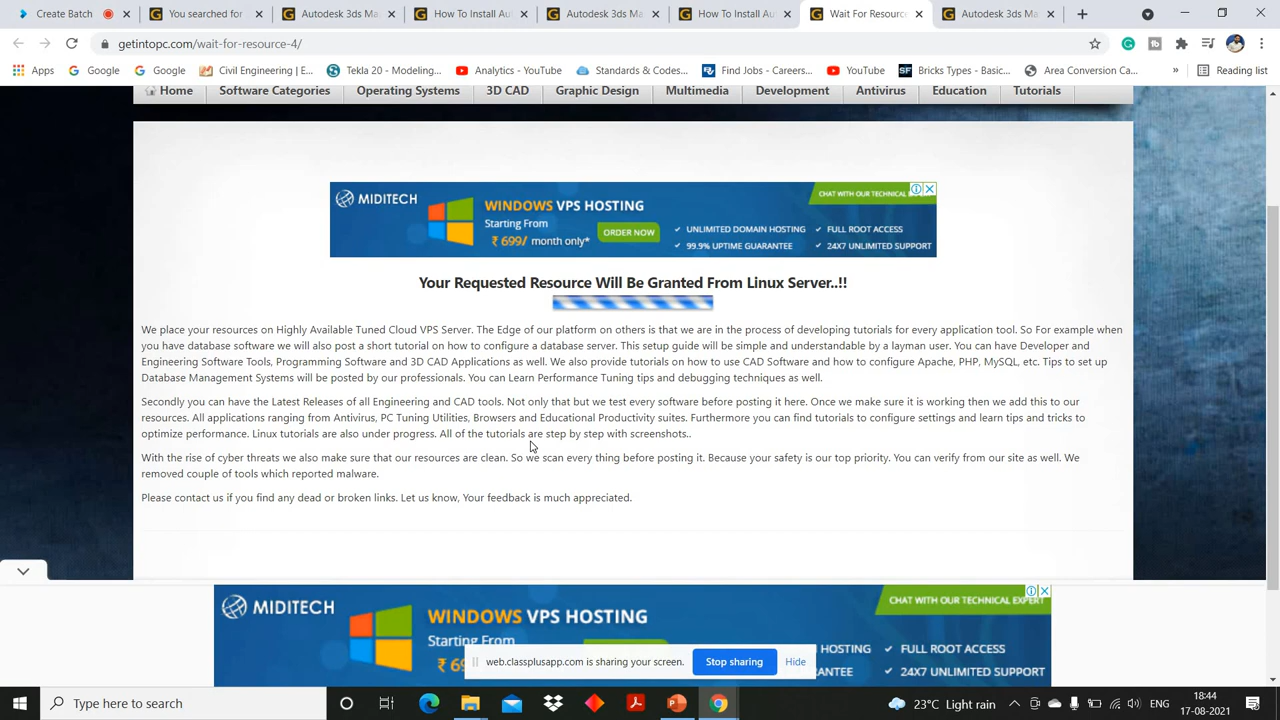 Create Batch
You searched for
Autodesk 3ds Ma
How To Install Aut
Autodesk 3ds Ma
How To Install Aut
Wait For Resource
Autodesk 3ds Ma
getintopc.com/wait-for-resource-4/
Apps
Google
Google
Civil Engineering | E...
Tekla 20 - Modeling...
Analytics - YouTube
Standards & Codes...
Find Jobs - Careers...
YouTube
Bricks Types - Basic...
Area Conversion Ca...
»
Reading list
Home
Software Categories
Operating Systems
3D CAD
Graphic Design
Multimedia
Development
Antivirus
Education
Tutorials
MIDITECH
WINDOWS VPS HOSTING
Starting From
₹ 699/ month only*
ORDER NOW
CHAT WITH OUR TECHNICAL
✓ UNLIMITED DOMAIN HOSTING
✓ FULL ROOT ACCESS
✓ 99.9% UPTIME GUARANTEE
✓ 24X7 UNLIMITED SUPPORT
Your Requested Resource Will Be Granted From Linux Server..!!
We place your resources on Highly Available Tuned Cloud VPS Server. The Edge of our platform on others is that we are in the process of developing tutorials for every application tool. So For example when
you have database software we will also post a short tutorial on how to configure a database server. This setup guide will be simple and understandable by a layman user. You can have Developer and
Engineering Software Tools, Programming Software and 3D CAD Applications as well. We also provide tutorials on how to use CAD Software and how to configure Apache, PHP, MySQL, etc. Tips to set up
Database Management Systems will be posted by our professionals. You can Learn Performance Tuning tips and debugging techniques as well.
Secondly you can have the Latest Releases of all Engineering and CAD tools. Not only that but we test every software before posting it here. Once we make sure it is working then we add this to our
resources. All applications ranging from Antivirus, PC Tuning Utilities, Browsers and Educational Productivity suites. Furthermore you can find tutorials to configure settings and learn tips and tricks to
optimize performance. Linux tutorials are also under progress. All of the tutorials are step by step with screenshots..
With the rise of cyber threats we also make sure that our resources are clean. So we scan every thing before posting it. Because your safety is our top priority. You can verify from our site as well. We
removed couple of tools which reported malware.
Please contact us if you find any dead or broken links. Let us know, Your feedback is much appreciated.
MIDITECH
WINDOWS VPS HOSTING
Starting From
CHAT WITH OUR TECHNICAL EXPERT
HOSTING
✓ FULL ROOT ACCESS
✓ 24X7 UNLIMITED SUPPORT
web.classplusapp.com is sharing your screen.
Stop sharing
Hide
Type here to search
23°C Light rain
ENG
18:44
17-08-2021